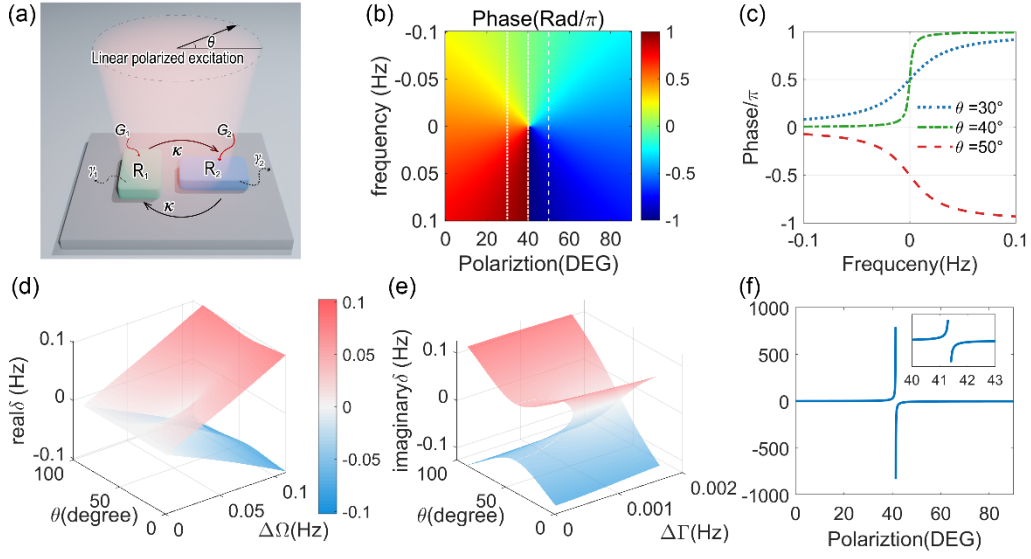 (a)
θ
Linear polarized excitation
G1
G2
κ
γ1
R1
R2
γ2
κ
(b)
Phase(Rad/π)
-0.1
-0.05
0
0.05
0.1
frequency (Hz)
0 20 40 60 80
Polariztion(DEG)
1
0.5
0
-0.5
-1
(c)
1
0.5
0
-0.5
-1
Phase/π
θ =30°
θ =40°
θ =50°
-0.1 0 0.1
Frequceny(Hz)
(d)
0.1
0
-0.1
realδ (Hz)
100
50
0
θ(degree)
0
0.05
0.1
ΔΩ(Hz)
0.1
0.05
0
-0.05
-0.1
(e)
0.1
0
-0.1
imaginaryδ (Hz)
100
50
0
θ(degree)
0
0.001
0.002
ΔΓ(Hz)
(f)
1000
500
0
-500
-1000
40 41 42 43
0 20 40 60 80
Polariztion(DEG)